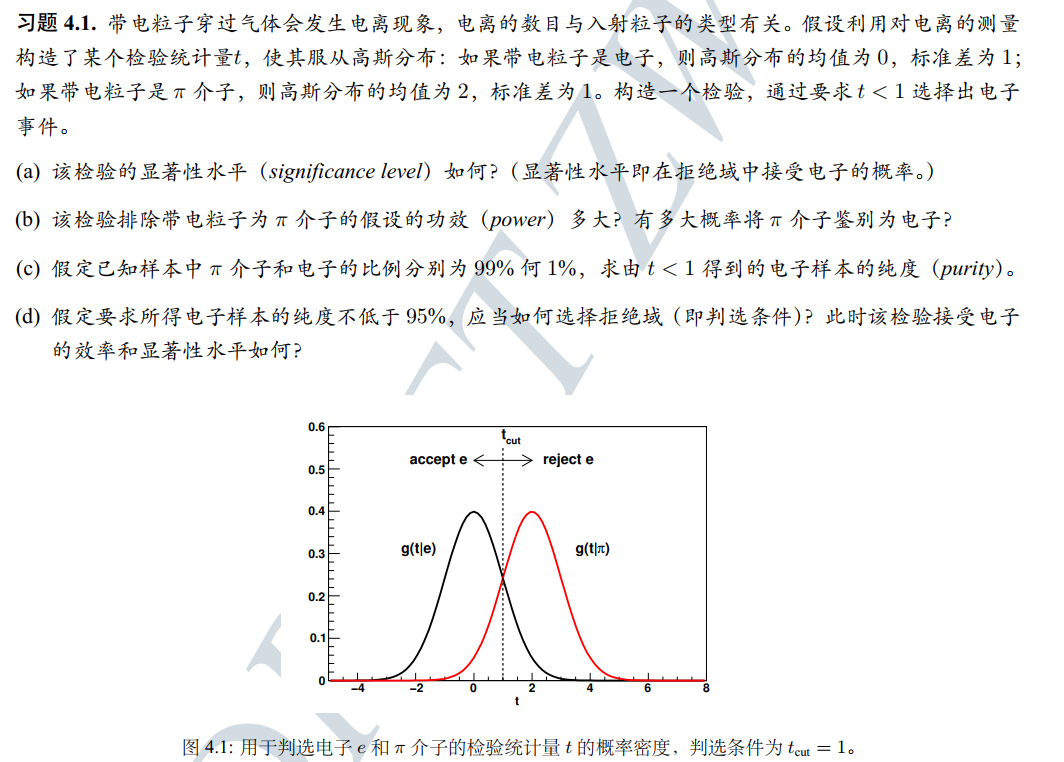 习题 4.1. 带电粒子穿过气体会发生电离现象，电离的数目与入射粒子的类型有关。假设利用对电离的测量
构造了某个检验统计量t，使其服从高斯分布：如果带电粒子是电子，则高斯分布的均值为 0，标准差为 1；
如果带电粒子是 π 介子，则高斯分布的均值为 2，标准差为 1。构造一个检验，通过要求 t < 1 选择出电子
事件。
(a) 该检验的显著性水平（significance level）如何？（显著性水平即在拒绝域中接受电子的概率。）
(b) 该检验排除带电粒子为 π 介子的假设的功效（power）多大？有多大概率将 π 介子鉴别为电子？
(c) 假定已知样本中 π 介子和电子的比例分别为 99% 何 1%，求由 t < 1 得到的电子样本的纯度（purity）。
(d) 假定要求所得电子样本的纯度不低于 95%，应当如何选择拒绝域（即判选条件）？此时该检验接受电子
的效率和显著性水平如何？
0.6
0.5
0.4
0.3
0.2
0.1
0
tcut
accept e
reject e
g(t|e)
g(t|π)
−4 −2 0 2 4 6 8
t
图 4.1: 用于判选电子 e 和 π 介子的检验统计量 t 的概率密度，判选条件为 tcut = 1。